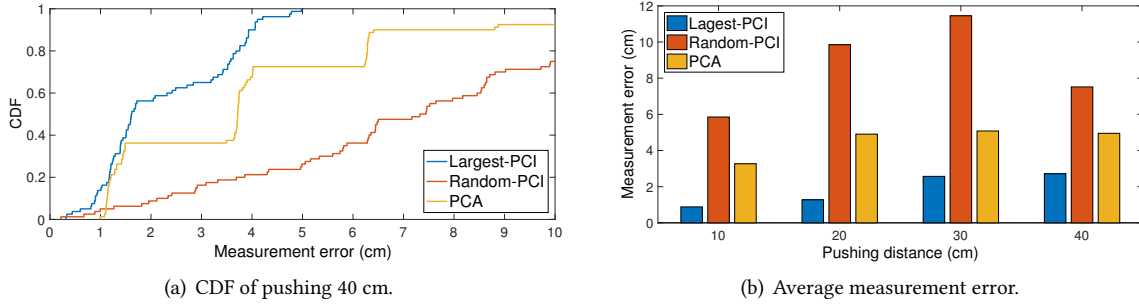 1
0.8
0.6
0.4
0.2
0
CDF
0 1 2 3 4 5 6 7 8 9 10
Measurement error (cm)
Largest-PCI
Random-PCI
PCA
(a) CDF of pushing 40 cm.
12
10
8
6
4
2
0
Measurement error (cm)
Lagest-PCI
Random-PCI
PCA
10 20 30 40
Pushing distance (cm)
(b) Average measurement error.